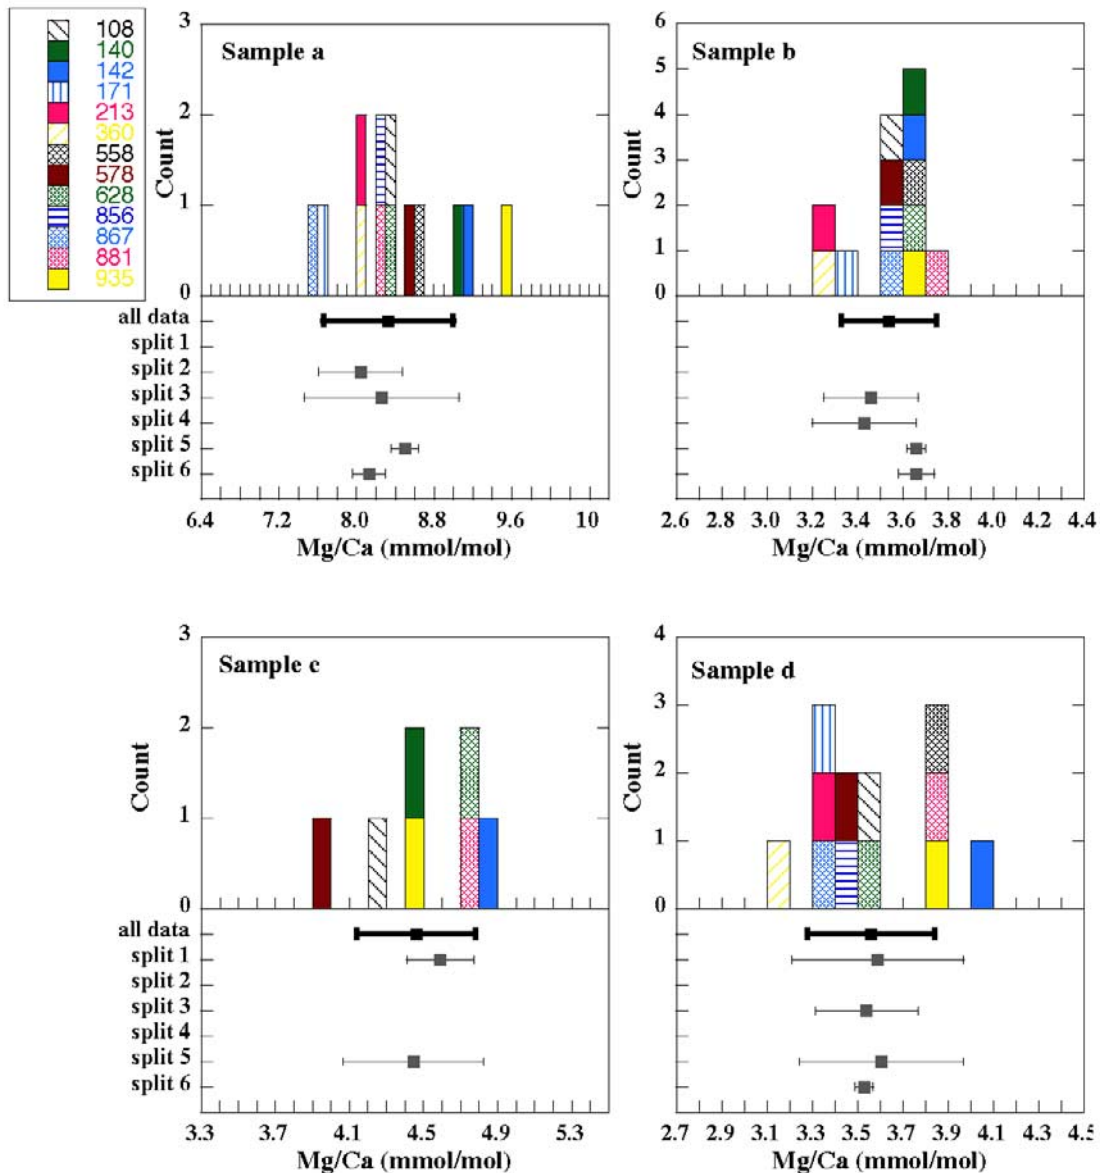 108
140
142
171
213
360
558
578
628
856
867
881
935
Sample a
Count
3
2
1
0
all data
split 1
split 2
split 3
split 4
split 5
split 6
6.4 7.2 8.0 8.8 9.6 10
Mg/Ca (mmol/mol)
Sample b
Count
6
5
4
3
2
1
0
2.6 3.0 3.2 3.4 3.6 4.0 4.4
Mg/Ca (mmol/mol)
Sample c
Count
3
2
1
0
all data
split 1
split 2
split 3
split 4
split 5
split 6
3.3 3.7 4.1 4.5 4.9 5.3
Mg/Ca (mmol/mol)
Sample d
Count
4
3
2
1
0
2.7 2.9 3.1 3.3 3.5 3.7 3.9 4.1 4.5
Mg/Ca (mmol/mol)